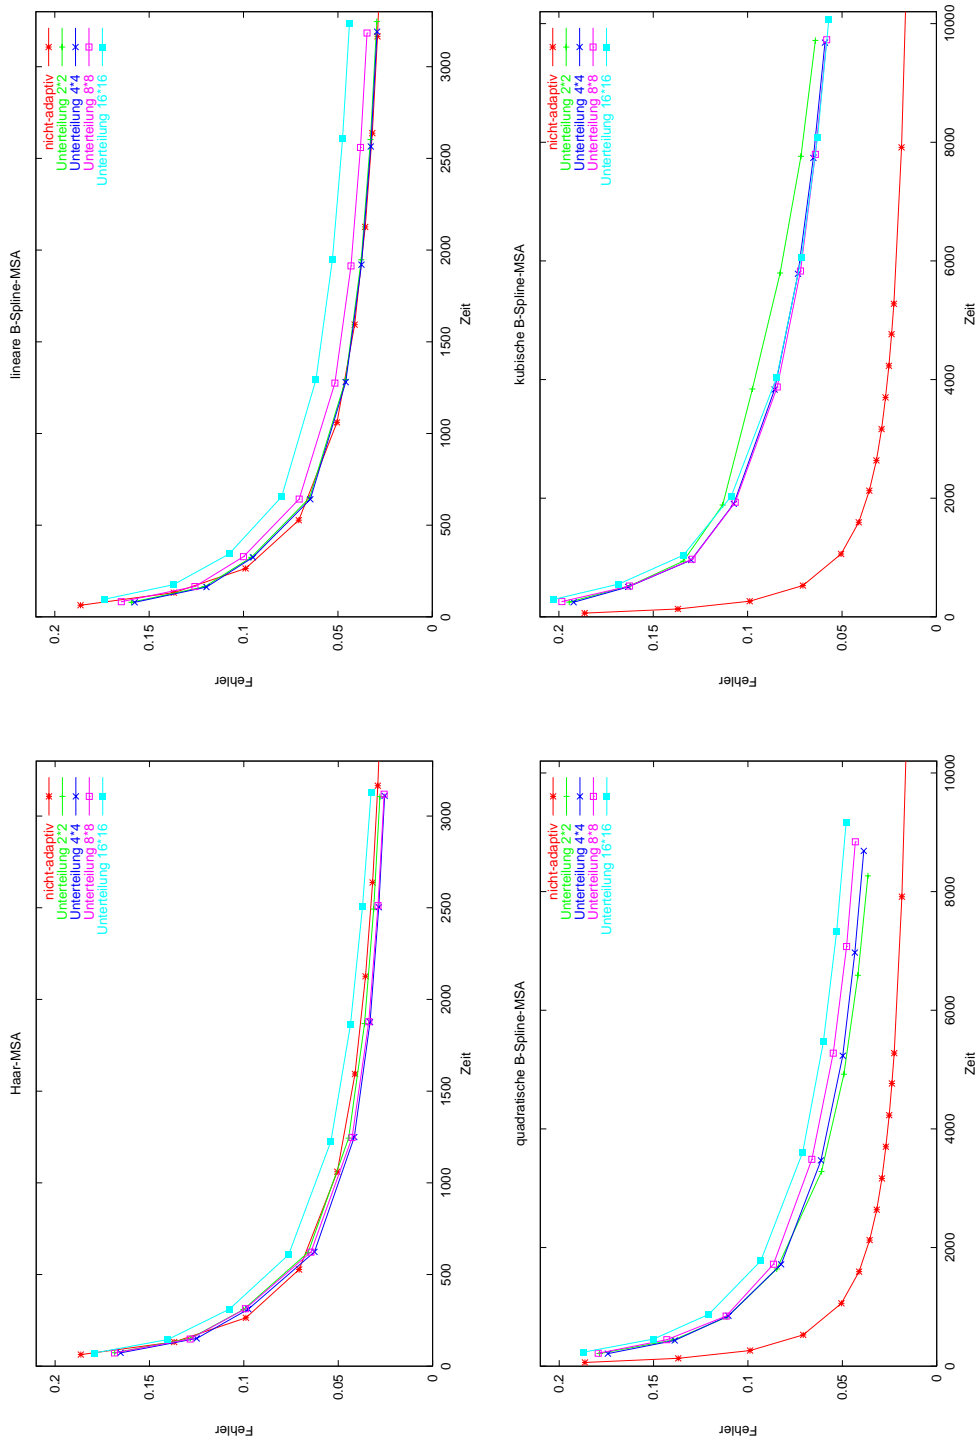 Haar-MSA
nicht-adaptiv
Unterteilung 2*2
Unterteilung 4*4
Unterteilung 8*8
Unterteilung 16*16
Fehler
0.2
0.15
0.1
0.05
0
0
500
1000
1500
2000
2500
3000
Zeit
lineare B-Spline-MSA
nicht-adaptiv
Unterteilung 2*2
Unterteilung 4*4
Unterteilung 8*8
Unterteilung 16*16
Fehler
0.2
0.15
0.1
0.05
0
0
500
1000
1500
2000
2500
3000
Zeit
quadratische B-Spline-MSA
nicht-adaptiv
Unterteilung 2*2
Unterteilung 4*4
Unterteilung 8*8
Unterteilung 16*16
Fehler
0.2
0.15
0.1
0.05
0
0
2000
4000
6000
8000
10000
Zeit
kubische B-Spline-MSA
nicht-adaptiv
Unterteilung 2*2
Unterteilung 4*4
Unterteilung 8*8
Unterteilung 16*16
Fehler
0.2
0.15
0.1
0.05
0
0
2000
4000
6000
8000
10000
Zeit